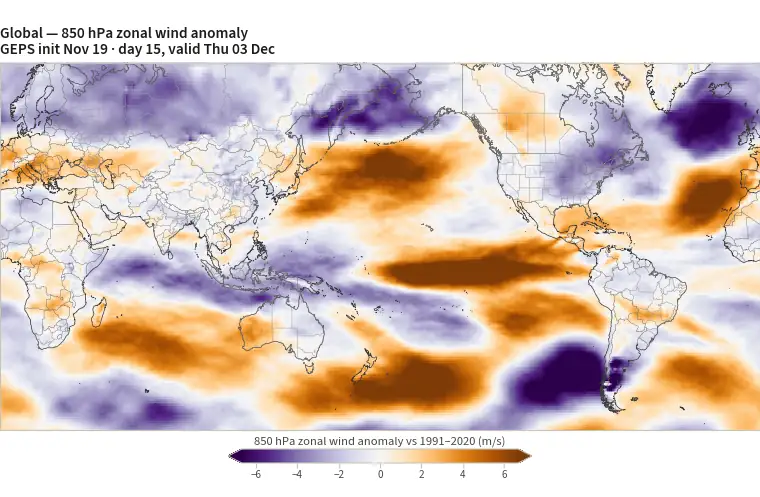 Global — 850 hPa zonal wind anomaly
GEPS init Nov 19 · day 15, valid Thu 03 Dec
850 hPa zonal wind anomaly vs 1991−2020 (m/s)
−6 −4 −2 0 2 4 6